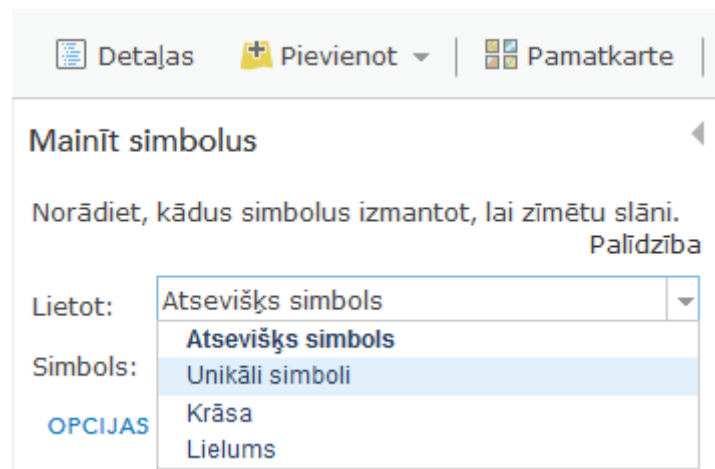 Detaļas Pievienot Pamatkarte
Mainīt simbolus
Norādiet, kādus simbolus izmantot, lai zīmētu slāni.
Palīdzība
Lietot: Atsevišķs simbols
Atsevišķs simbols
Simbols: Unikāli simboli
OPCIJAS Krāsa
Lielums